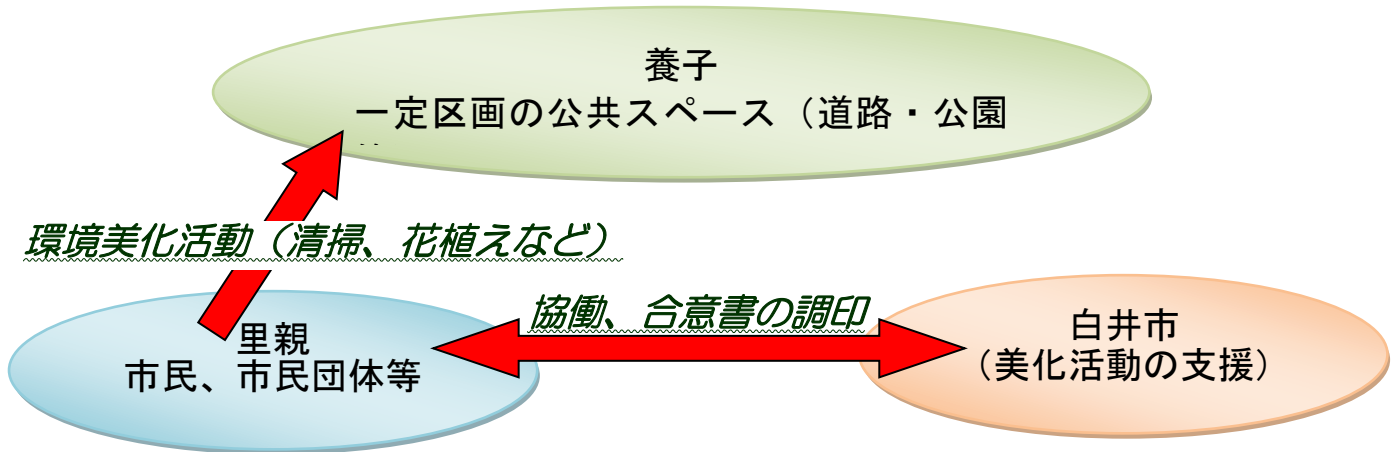 養子
一定区画の公共スペース（道路・公園
環境美化活動（清掃、花植えなど）
協働、合意書の調印
里親
市民、市民団体等
白井市
（美化活動の支援）